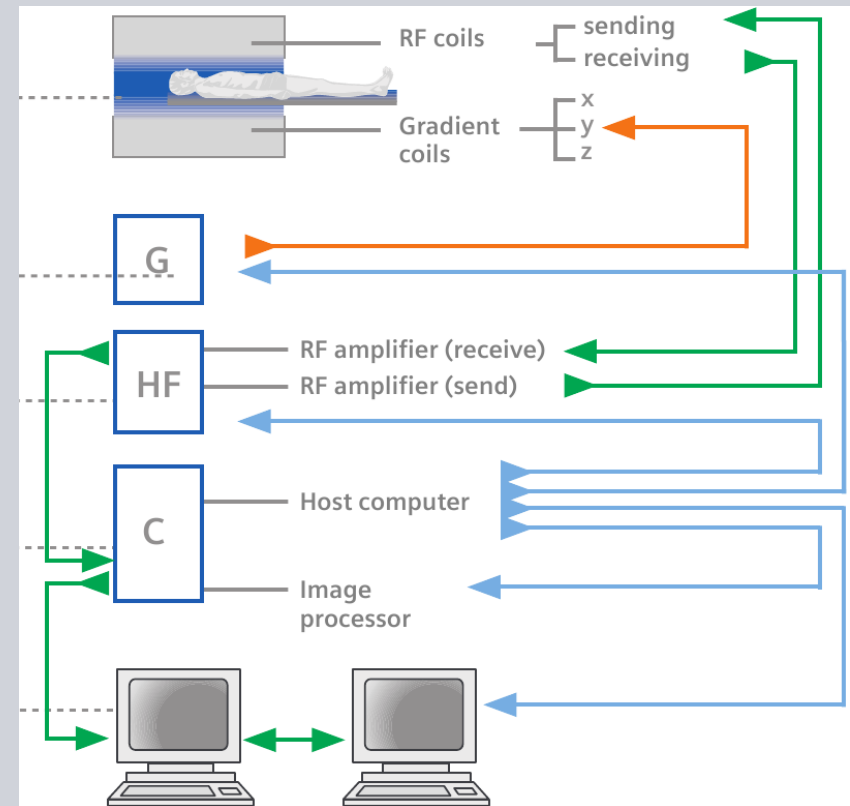 RF coils
sending
receiving
Gradient
coils
x
y
z
G
HF
RF amplifier (receive)
RF amplifier (send)
C
Host computer
Image
processor